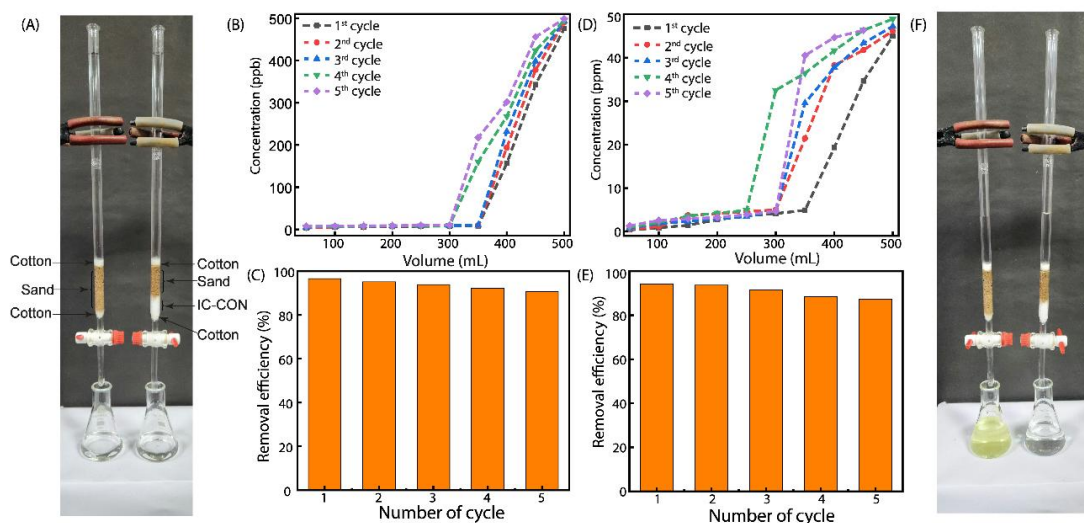 (A)
Cotton
Sand
Cotton
Cotton
Sand
IC-CON
Cotton
(B)
1st cycle
2nd cycle
3rd cycle
4th cycle
5th cycle
Concentration (ppb)
500
400
300
200
100
0
100
200
300
400
500
Volume (mL)
(C)
Removal efficiency (%)
100
80
60
40
20
0
1
2
3
4
5
Number of cycle
(D)
1st cycle
2nd cycle
3rd cycle
4th cycle
5th cycle
Concentration (ppm)
50
40
30
20
10
0
100
200
300
400
500
Volume (mL)
(E)
Removal efficiency (%)
100
80
60
40
20
0
1
2
3
4
5
Number of cycle
(F)